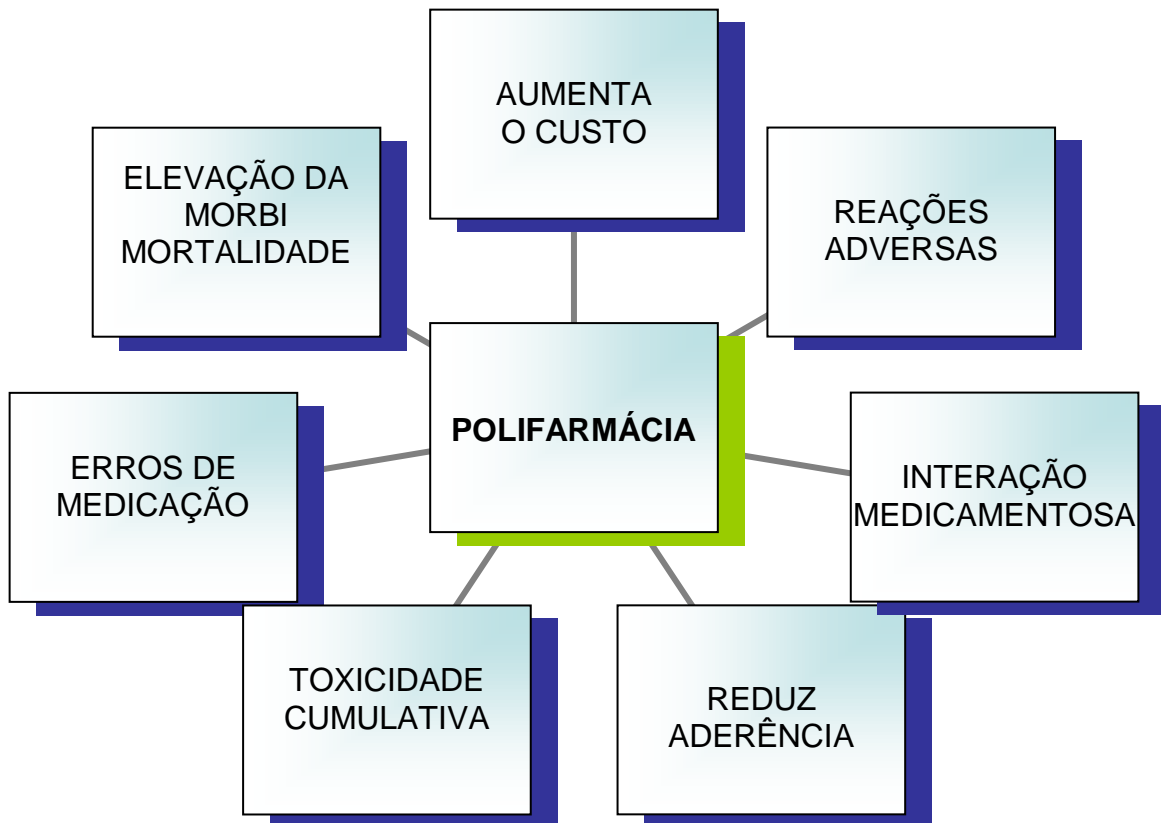 AUMENTA
O CUSTO
ELEVAÇÃO DA
MORBI
MORTALIDADE
REAÇÕES
ADVERSAS
POLIFARMÁCIA
ERROS DE
MEDICAÇÃO
INTERAÇÃO
MEDICAMENTOSA
TOXICIDADE
CUMULATIVA
REDUZ
ADERÊNCIA